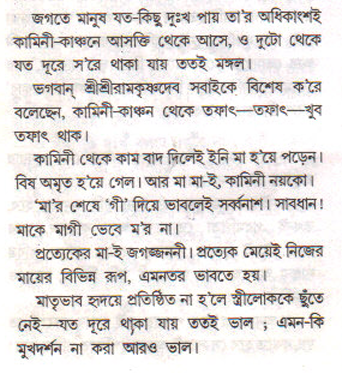 জগতে মানুষ যত-কিছু দুঃখ পায় তা'র অধিকাংশই
কামিনী-কাঞ্চনে আসক্তি থেকে আসে, ও দুটো থেকে
যত দূরে স'রে থাকা যায় ততই মঙ্গল।
ভগবান্ শ্রীশ্রীরামকৃষ্ণদেব সবাইকে বিশেষ ক'রে
বলেছেন, কামিনী-কাঞ্চন থেকে তফাৎ—তফাৎ—খুব
তফাৎ থাক।
কামিনী থেকে কাম বাদ দিলেই ইনি মা হ'য়ে পড়েন।
বিষ অমৃত হ'য়ে গেল। আর মা মা-ই, কামিনী নয়কো।
'মা'র শেষে 'গী' দিয়ে ভাবলেই সর্ব্বনাশ। সাবধান!
মাকে মাগী ভেবে ম'র না।
প্রত্যেকের মা-ই জগজ্জননী। প্রত্যেক মেয়েই নিজের
মায়ের বিভিন্ন রূপ, এমনতর ভাবতে হয়।
মাতৃভাব হৃদয়ে প্রতিষ্ঠিত না হ'লে স্ত্রীলোককে ছুঁতে
নেই—যত দূরে থাকা যায় ততই ভাল ; এমন-কি
মুখদর্শন না করা আরও ভাল।